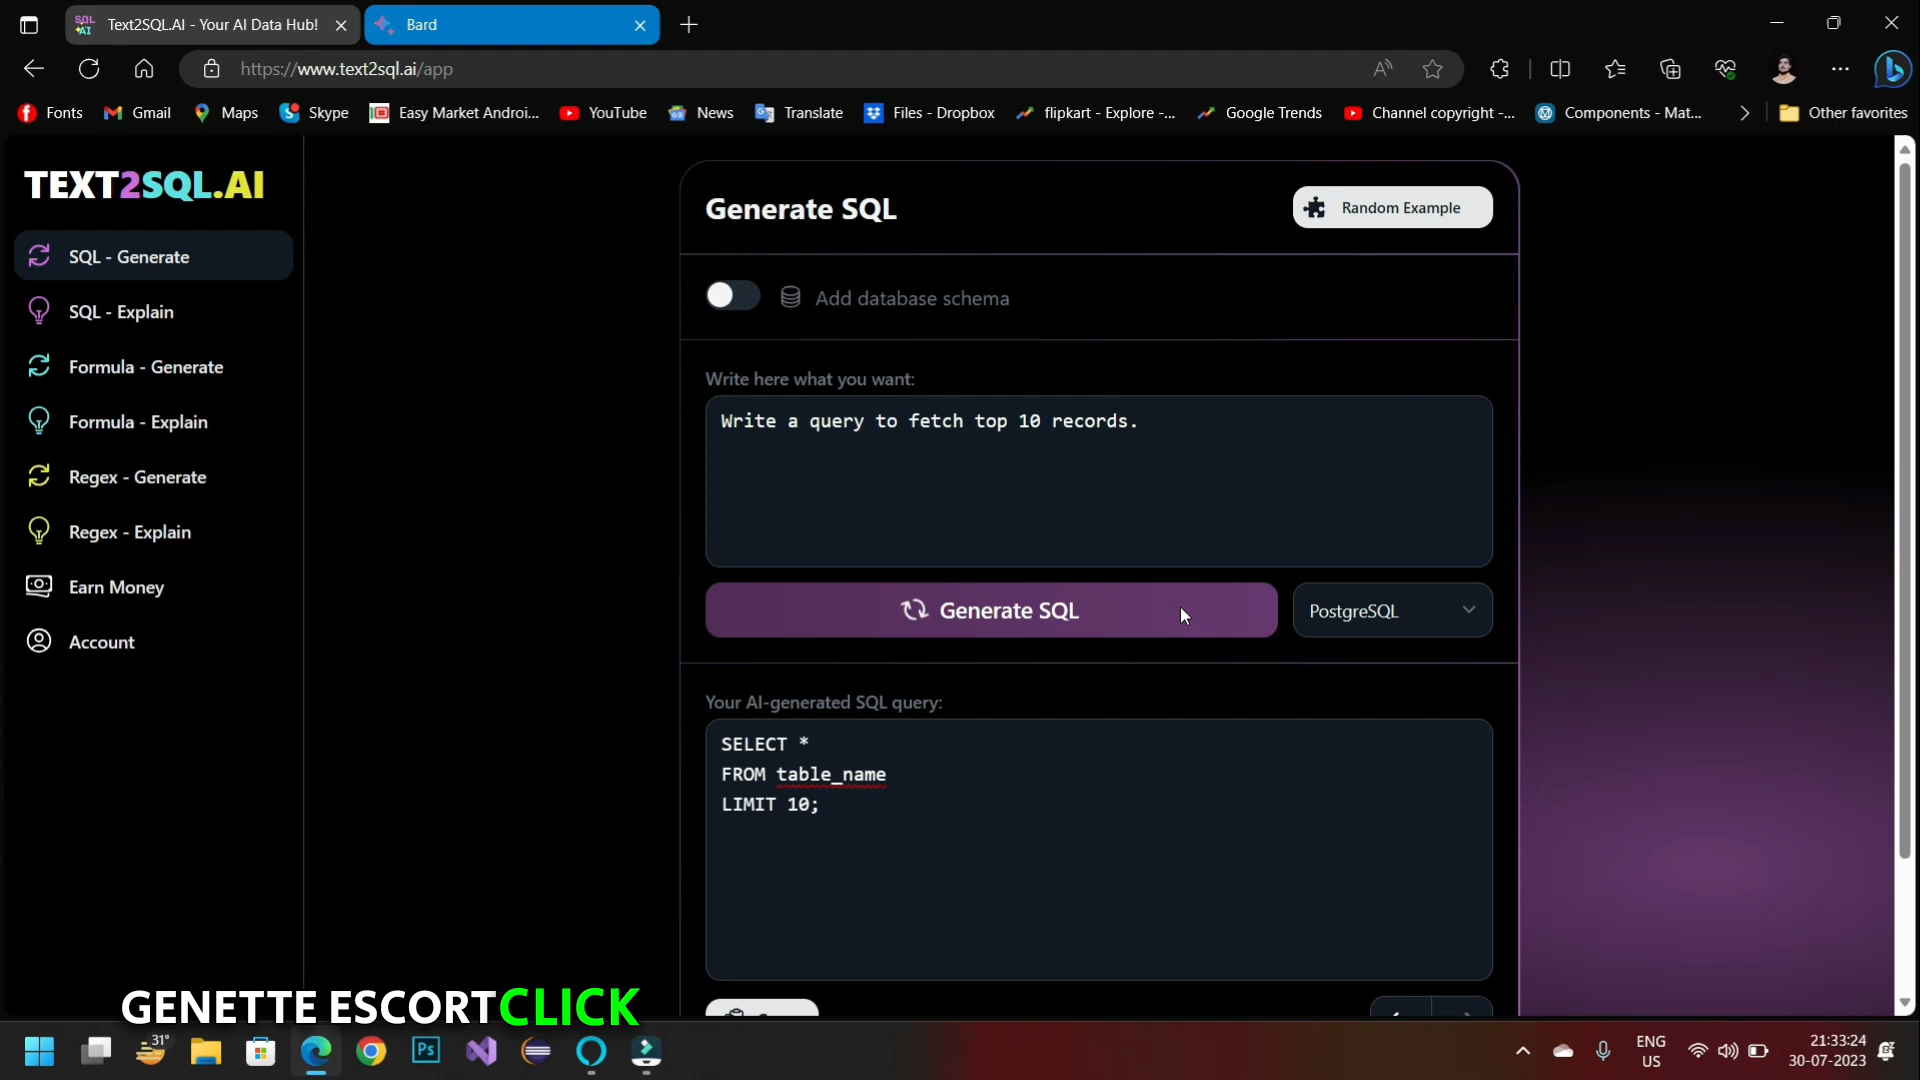 Text2SQL.AI - Your AI Data Hub!
Bard
https://www.text2sql.ai/app
Fonts
Gmail
Maps
Skype
Easy Market Androi...
YouTube
News
Translate
Files - Dropbox
flipkart - Explore -...
Google Trends
Channel copyright -...
Components - Mat...
Other favorites
TEXT2SQL.AI
SQL - Generate
SQL - Explain
Formula - Generate
Formula - Explain
Regex - Generate
Regex - Explain
Earn Money
Account
Generate SQL
Random Example
Add database schema
Write here what you want:
Write a query to fetch top 10 records.
Generate SQL
PostgreSQL
Your AI-generated SQL query:
SELECT *
FROM table_name
LIMIT 10;
GENETTE ESCORT CLICK
31°
Ps
ENG
US
21:33:24
30-07-2023